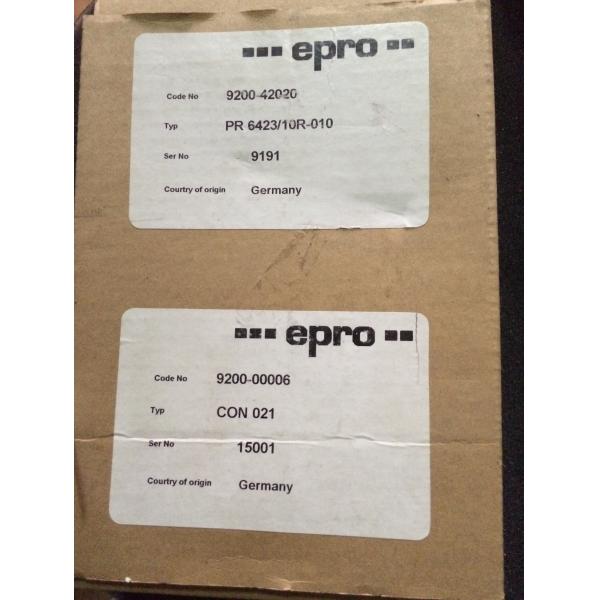 epro
Code No 9200-42020
Typ PR 6423/10R-010
Ser No 9191
Courtry of origin Germany
epro
Code No 9200-00006
Typ CON 021
Ser No 15001
Courtry of origin Germany